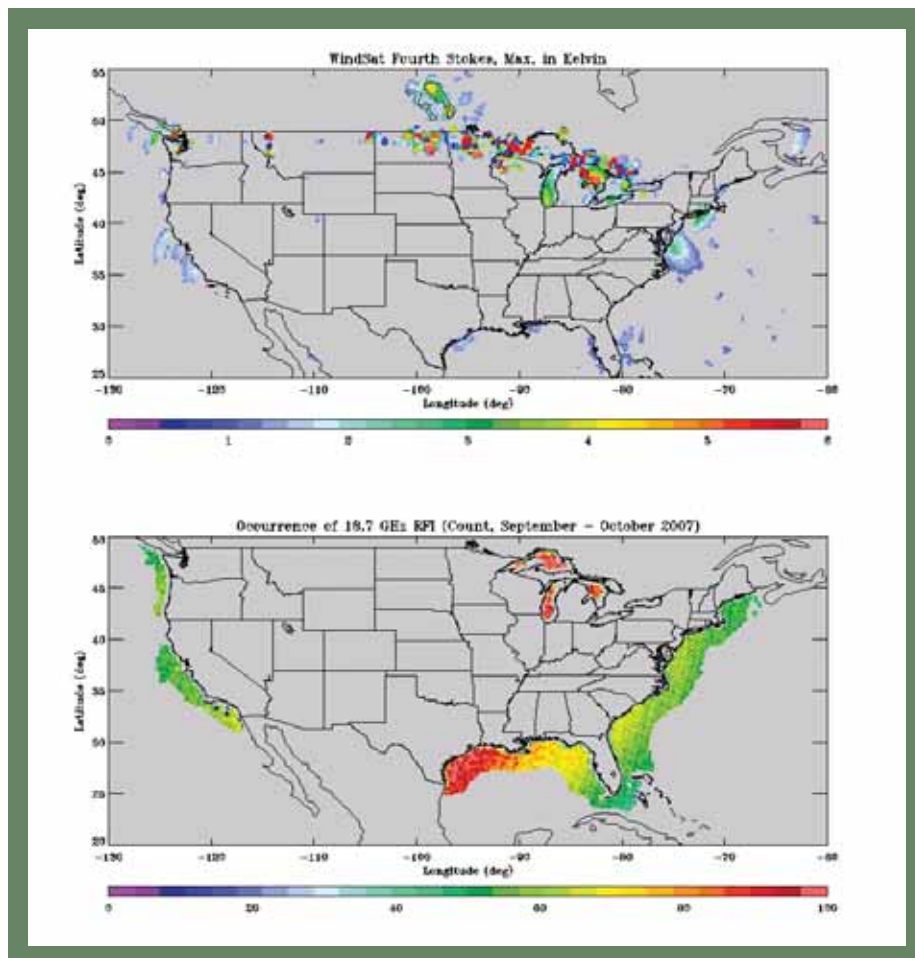 WindSat Fourth Stokes, Max. in Kelvin
Latitude (deg)
55
50
45
40
35
30
25
-130 -120 -110 -100 -90 -80 -70 -60
Longitude (deg)
0 1 2 3 4 5 6
Occurrence of 18.7 GHz RFI (Count, September - October 2007)
Latitude (deg)
50
45
40
35
30
25
20
-130 -120 -110 -100 -90 -80 -70 -60
Longitude (deg)
0 20 40 60 80 100